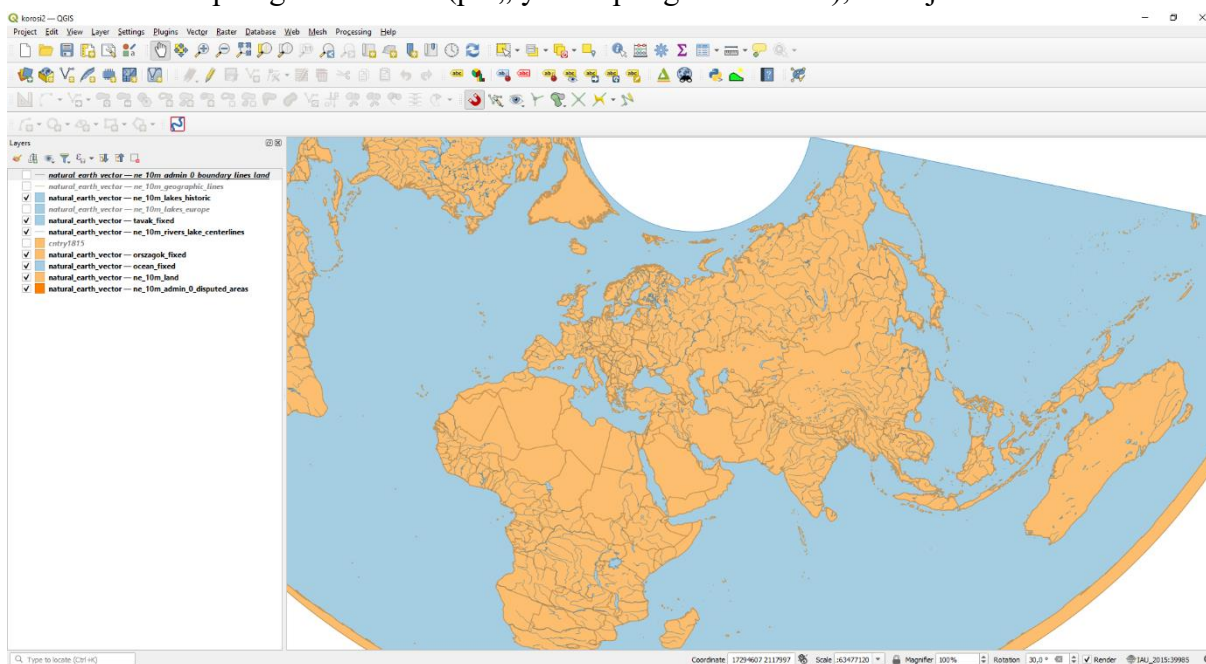 korosi2 — QGIS
Project Edit View Layer Settings Plugins Vector Raster Database Web Mesh Processing Help
Layers
natural_earth_vector — ne_10m_admin_0_boundary_lines_land
natural_earth_vector — ne_10m_geographic_lines
natural_earth_vector — ne_10m_lakes_historic
natural_earth_vector — ne_10m_lakes_europe
natural_earth_vector — tavak_fixed
natural_earth_vector — ne_10m_rivers_lake_centerlines
cntry1815
natural_earth_vector — orszagok_fixed
natural_earth_vector — ocean_fixed
natural_earth_vector — ne_10m_land
natural_earth_vector — ne_10m_admin_0_disputed_areas
Type to locate (Ctrl+K) Coordinate 17294607 2117997 Scale :63477120 Magnifier 100% Rotation 30,0 ° Render IAU_2015:39985